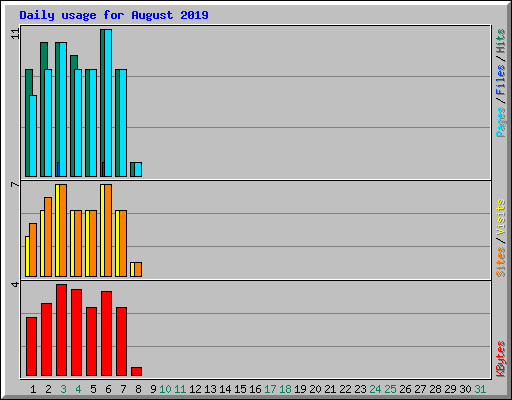 Daily usage for August 2019
11
Pages / Files / Hits
7
Sites / Visits
4
KBytes
1 2 3 4 5 6 7 8 9 10 11 12 13 14 15 16 17 18 19 20 21 22 23 24 25 26 27 28 29 30 31